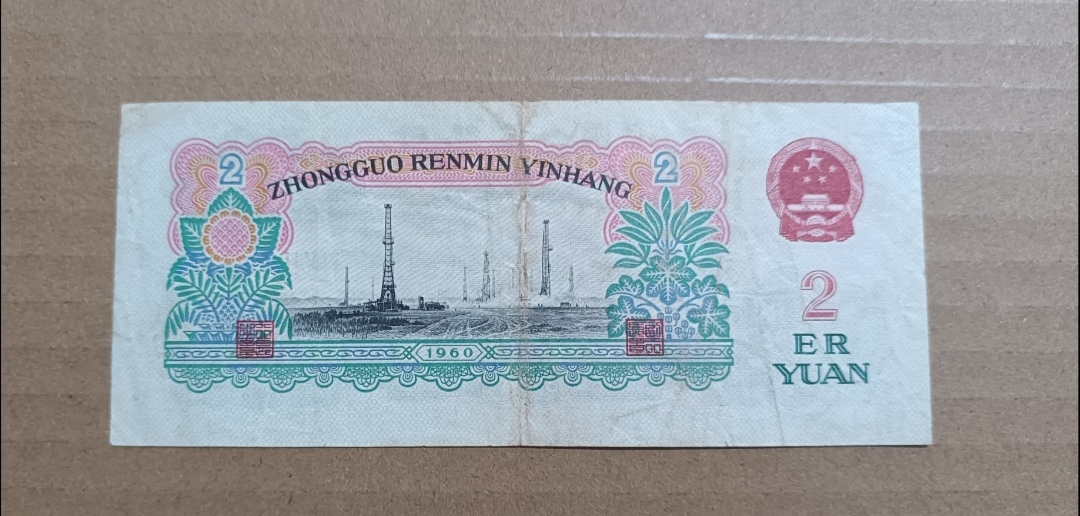 2 2
ZHONGGUO RENMIN YINHANG
1960
2
ER
YUAN